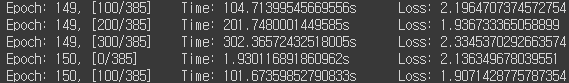 Epoch: 149, [100/385] Time: 104.71399545669556s Loss: 2.1964707374572754
Epoch: 149, [200/385] Time: 201.7480001449585s Loss: 1.936733365058899
Epoch: 149, [300/385] Time: 302.36572432518005s Loss: 2.3345370292663574
Epoch: 150, [0/385] Time: 1.930116891860962s Loss: 2.136349678039551
Epoch: 150, [100/385] Time: 101.67359852790833s Loss: 1.9071428775787354